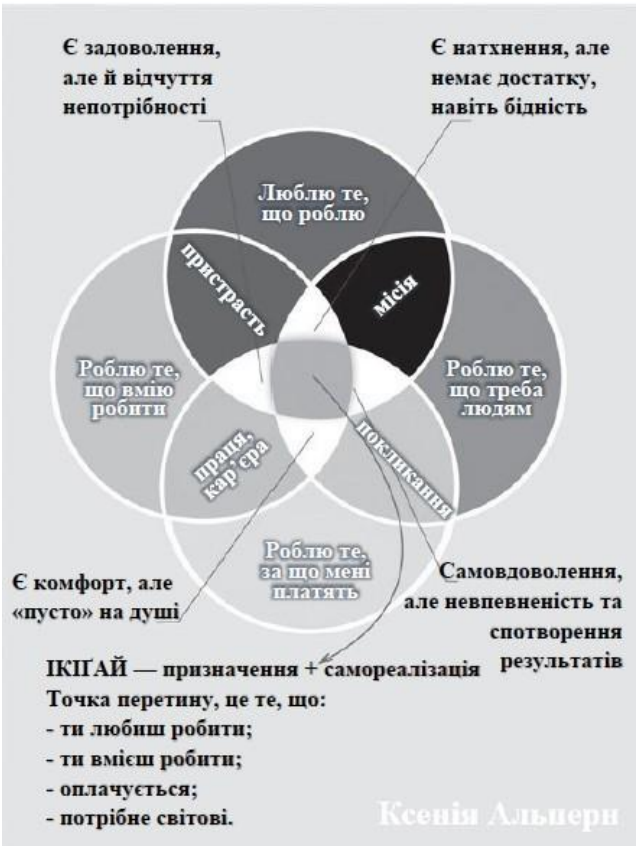 Є задоволення,
але й відчуття
непотрібності
Є натхнення, але
немає достатку,
навіть бідність
Люблю те,
що роблю
пристрасть
місія
Роблю те,
що вмію
робити
Роблю те,
що треба
людям
праця,
кар’єра
покликання
Роблю те,
за що мені
платять
Є комфорт, але
«пусто» на душі
Самовдоволення,
але невпевненість та
спотворення
результатів
ІКІҐАЙ — призначення + самореалізація
Точка перетину, це те, що:
- ти любиш робити;
- ти вмієш робити;
- оплачується;
- потрібне світові.
Ксенія Альперн